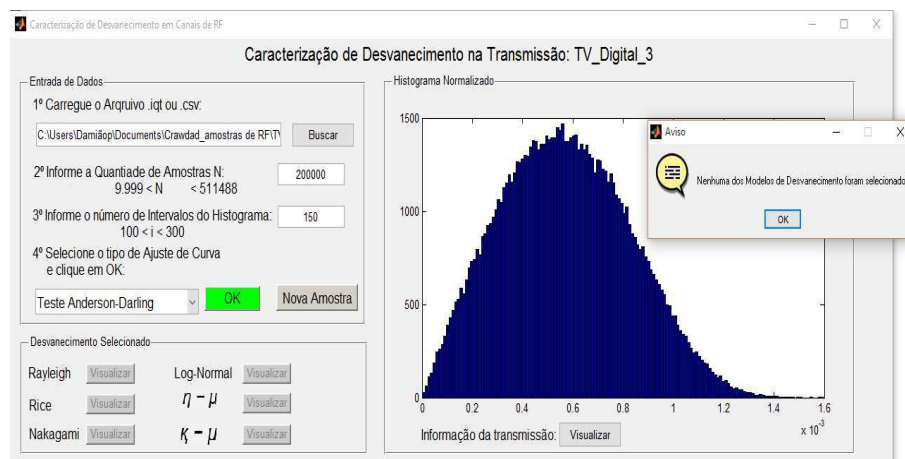 Caracterização de Desvanecimento em Canais de RF
Caracterização de Desvanecimento na Transmissão: TV_Digital_3
Entrada de Dados
1º Carregue o Arqruivo .iqt ou .csv:
C:\Users\Damiãop\Documents\Crawdad_amostras de RF\T\
Buscar
2º Informe a Quantiade de Amostras N:
9.999 < N < 511488
200000
3º Informe o número de Intervalos do Histograma:
100 < i < 300
150
4º Selecione o tipo de Ajuste de Curva
e clique em OK:
Teste Anderson-Darling
OK
Nova Amostra
Desvanecimento Selecionado
Rayleigh Visualizar Log-Normal Visualizar
Rice Visualizar η – μ Visualizar
Nakagami Visualizar κ – μ Visualizar
Histograma Normalizado
1500
1000
500
0
0 0.2 0.4 0.6 0.8 1 1.2 1.4 1.6
x 10⁻³
Informação da transmissão: Visualizar
Aviso
Nenhuma dos Modelos de Desvanecimento foram selecionado
OK